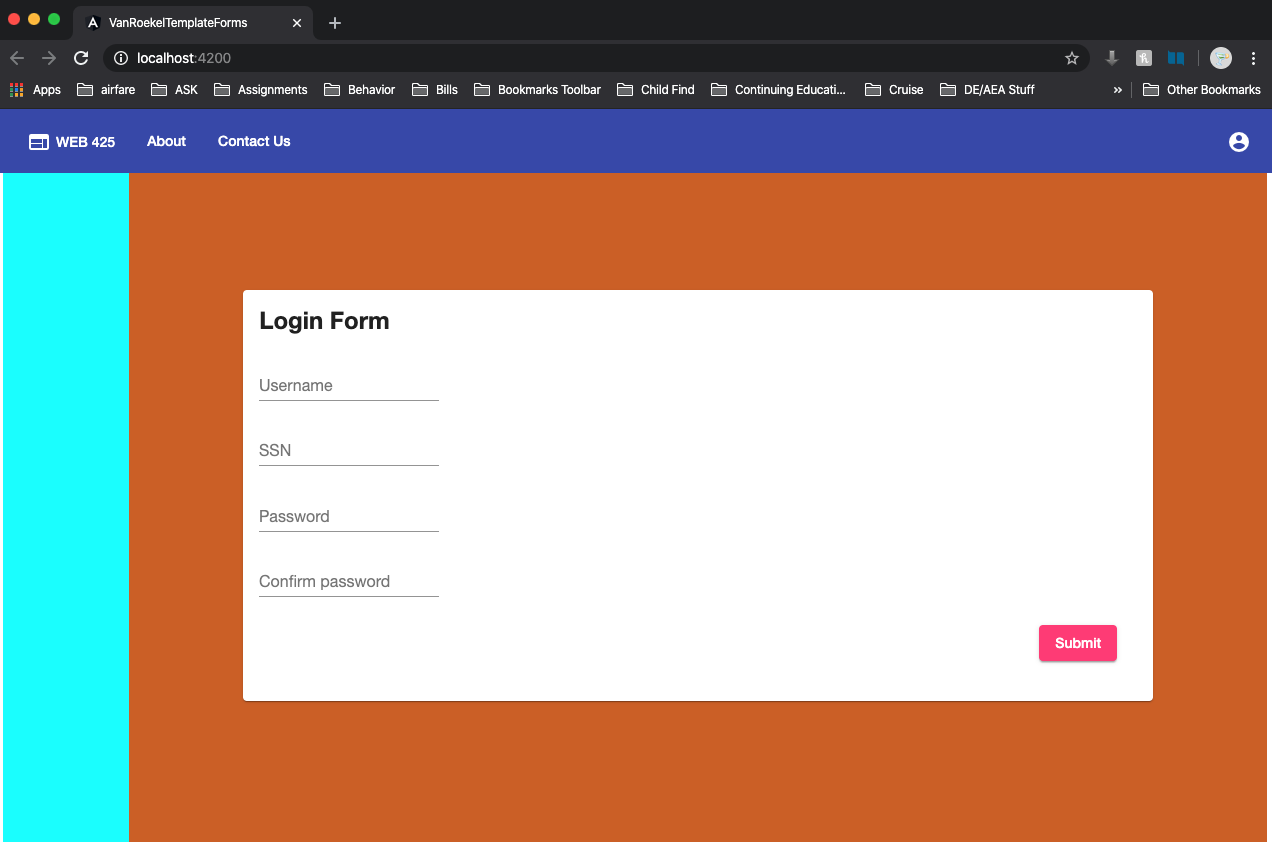 VanRoekelTemplateForms
localhost:4200
Apps airfare ASK Assignments Behavior Bills Bookmarks Toolbar Child Find Continuing Educati... Cruise DE/AEA Stuff » Other Bookmarks
WEB 425 About Contact Us
Login Form
Username
SSN
Password
Confirm password
Submit